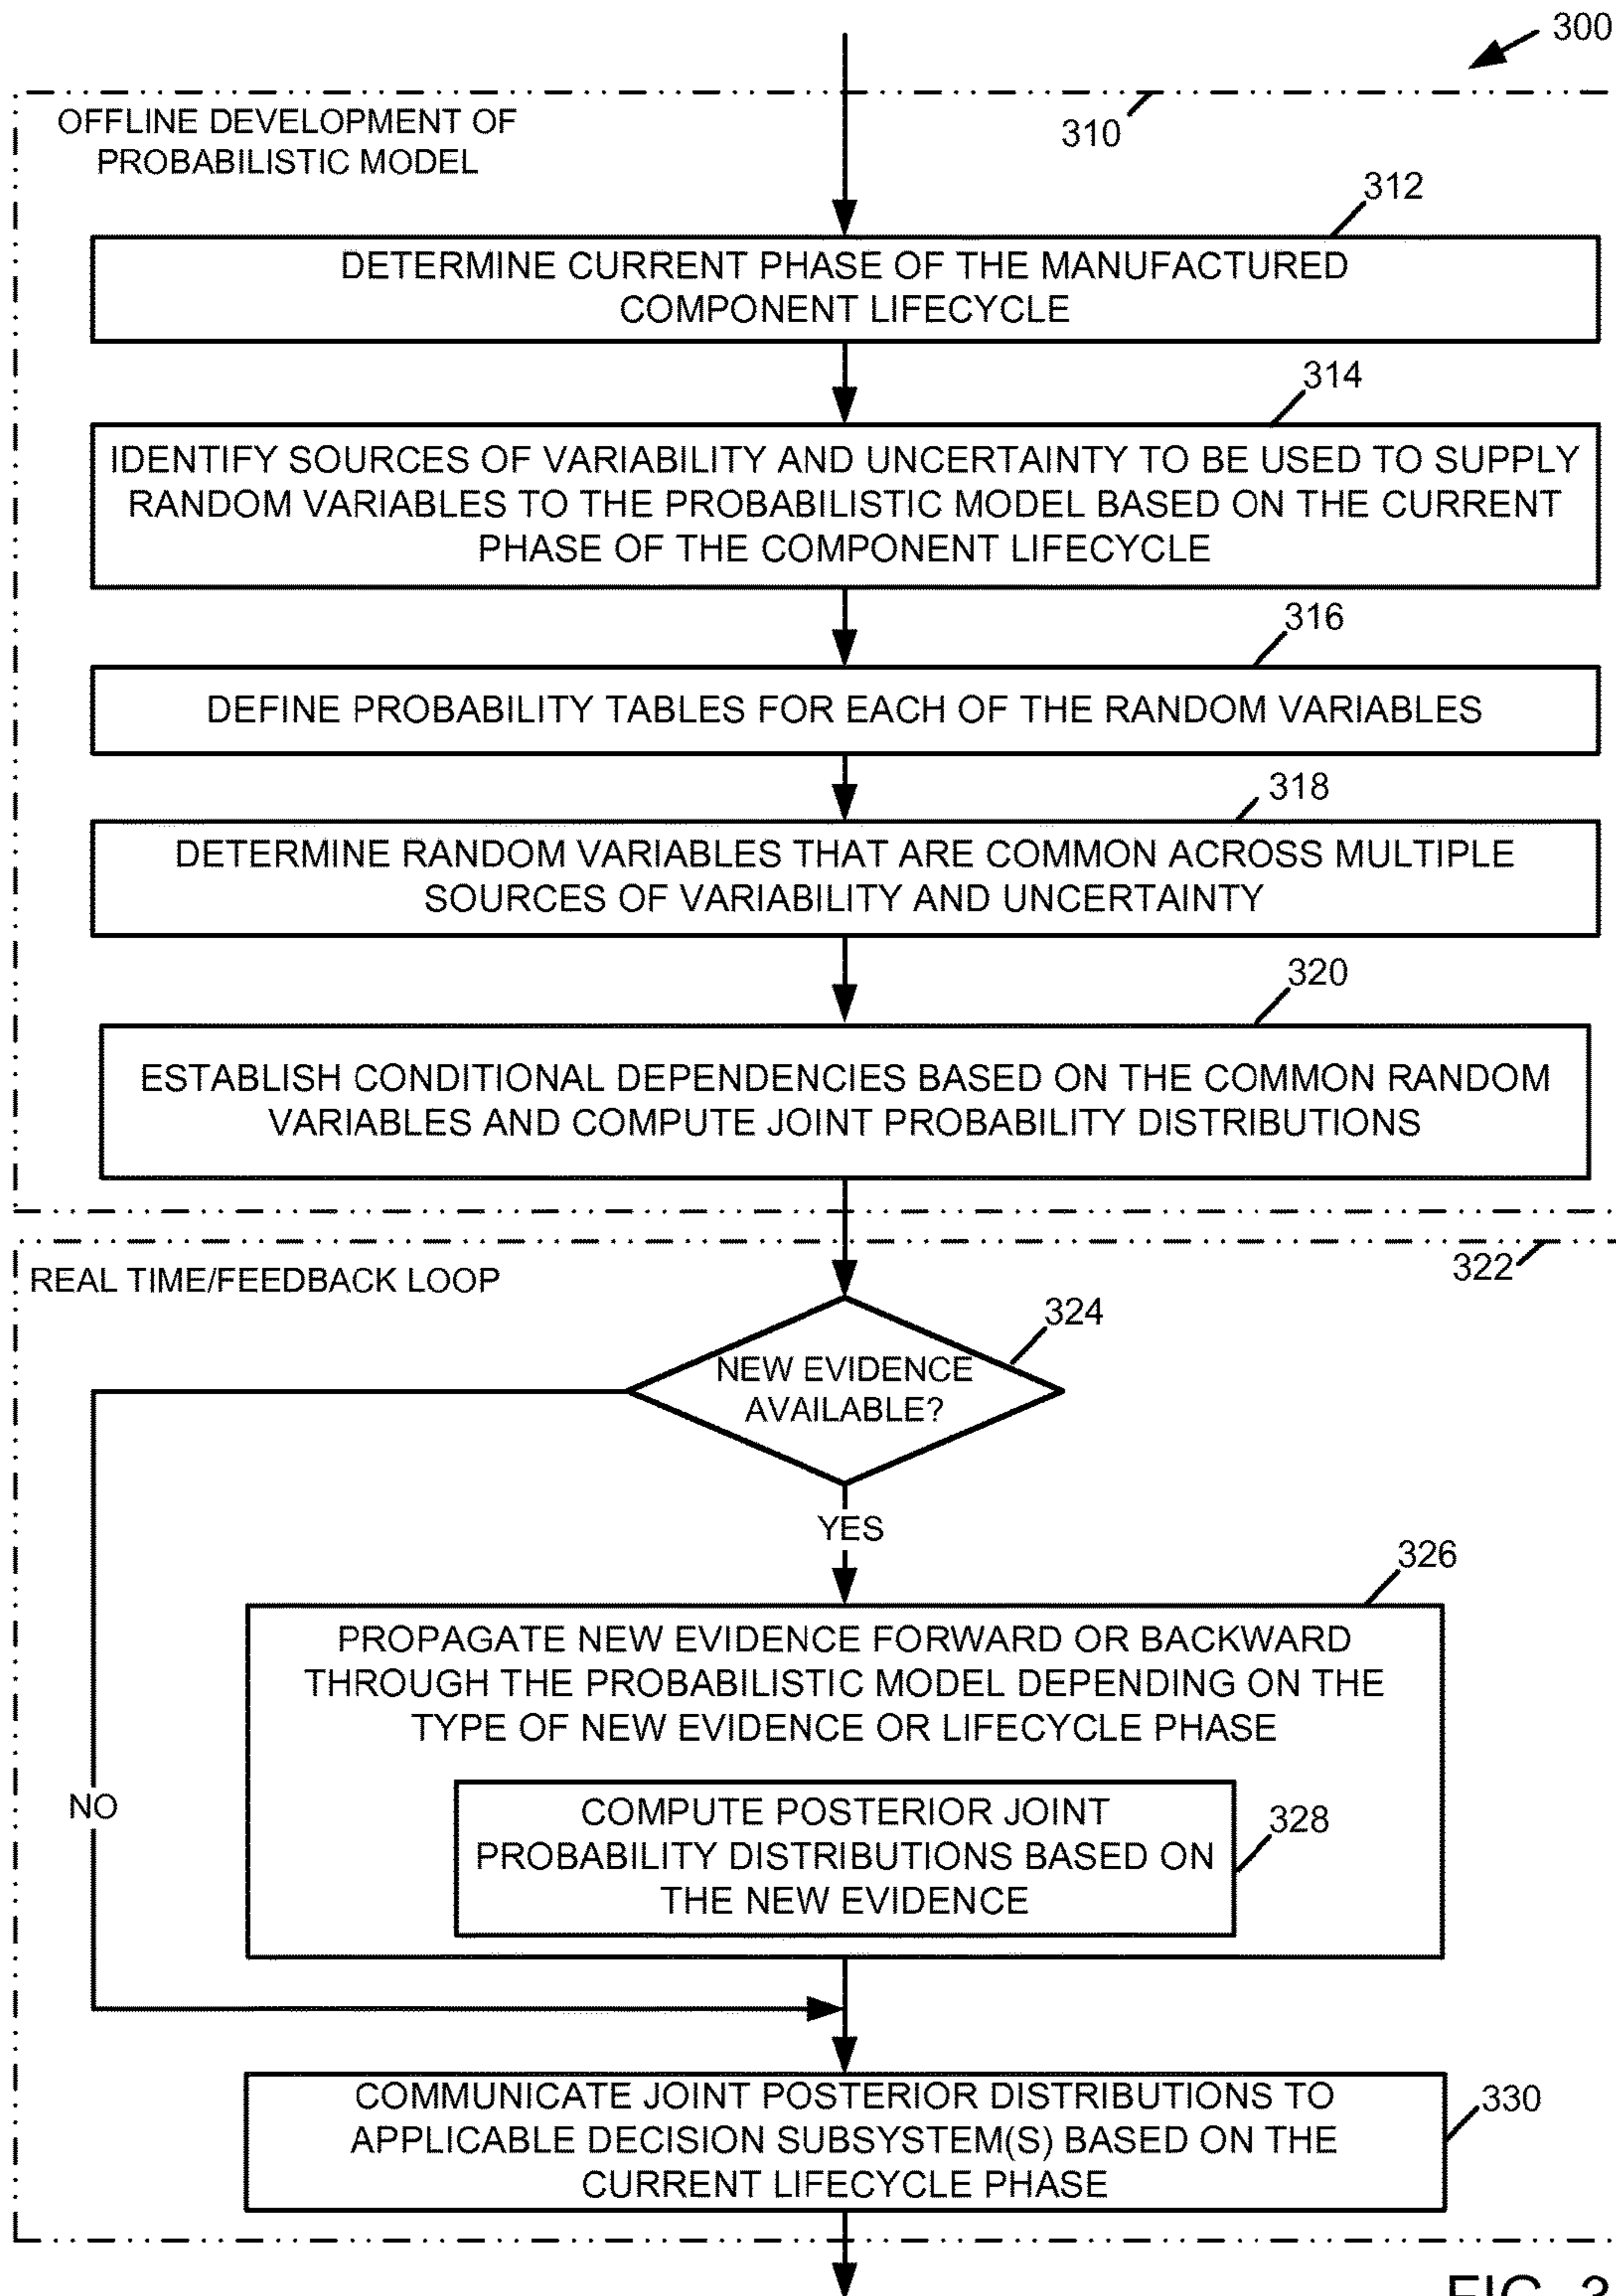 300
OFFLINE DEVELOPMENT OF
PROBABILISTIC MODEL
310
312
DETERMINE CURRENT PHASE OF THE MANUFACTURED
COMPONENT LIFECYCLE
314
IDENTIFY SOURCES OF VARIABILITY AND UNCERTAINTY TO BE USED TO SUPPLY
RANDOM VARIABLES TO THE PROBABILISTIC MODEL BASED ON THE CURRENT
PHASE OF THE COMPONENT LIFECYCLE
316
DEFINE PROBABILITY TABLES FOR EACH OF THE RANDOM VARIABLES
318
DETERMINE RANDOM VARIABLES THAT ARE COMMON ACROSS MULTIPLE
SOURCES OF VARIABILITY AND UNCERTAINTY
320
ESTABLISH CONDITIONAL DEPENDENCIES BASED ON THE COMMON RANDOM
VARIABLES AND COMPUTE JOINT PROBABILITY DISTRIBUTIONS
322
REAL TIME/FEEDBACK LOOP
324
NEW EVIDENCE
AVAILABLE?
YES
326
PROPAGATE NEW EVIDENCE FORWARD OR BACKWARD
THROUGH THE PROBABILISTIC MODEL DEPENDING ON THE
TYPE OF NEW EVIDENCE OR LIFECYCLE PHASE
NO
COMPUTE POSTERIOR JOINT
PROBABILITY DISTRIBUTIONS BASED ON
THE NEW EVIDENCE
328
COMMUNICATE JOINT POSTERIOR DISTRIBUTIONS TO
APPLICABLE DECISION SUBSYSTEM(S) BASED ON THE
CURRENT LIFECYCLE PHASE
330
FIG. 3